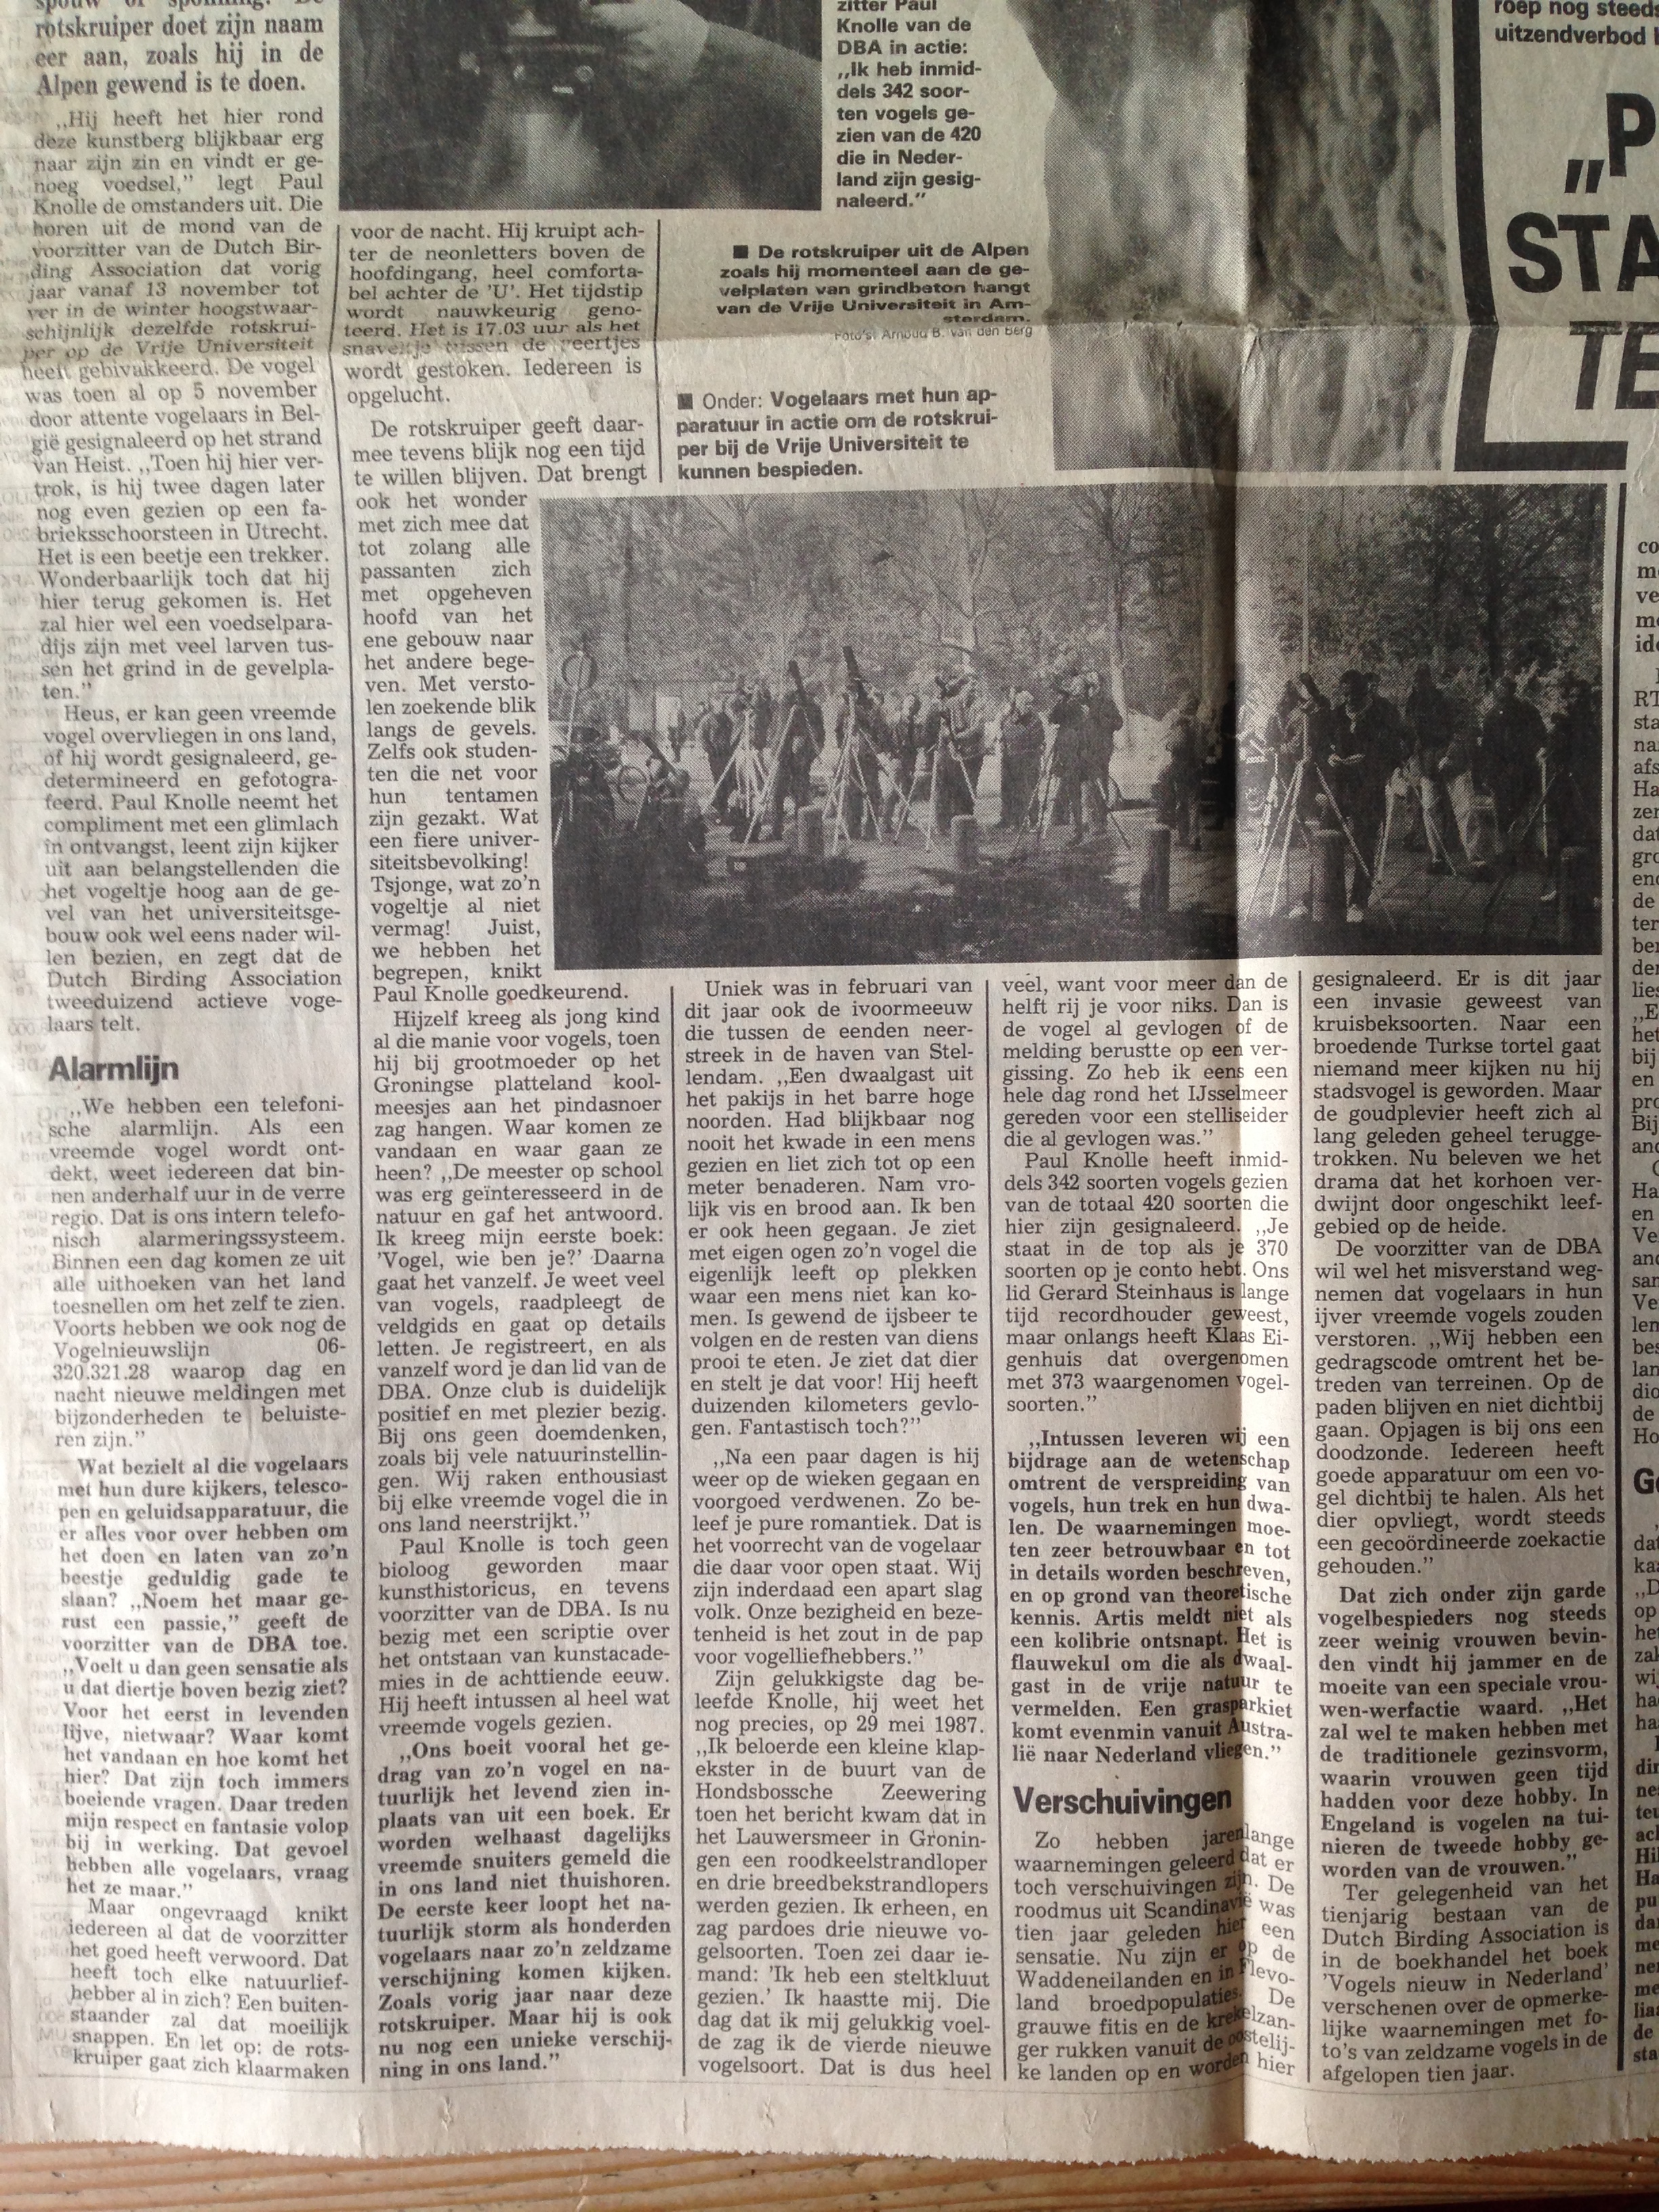 rotskruiper doet zijn naam
eer aan, zoals hij in de
Alpen gewend is te doen.
„Hij heeft het hier rond
deze kunstberg blijkbaar erg
naar zijn zin en vindt er ge-
noeg voedsel,” legt Paul
Knolle de omstanders uit. Die
horen uit de mond van de
voorzitter van de Dutch Bir-
ding Association dat vorig
jaar vanaf 13 november tot
ver in de winter hoogstwaar-
schijnlijk dezelfde rotskrui-
per op de Vrije Universiteit
heeft gebivakkeerd. De vogel
was toen al op 5 november
door attente vogelaars in Bel-
gië gesignaleerd op het strand
van Heist. „Toen hij hier ver-
trok, is hij twee dagen later
nog even gezien op een fa-
brieksschoorsteen in Utrecht.
Het is een beetje een trekker.
Wonderbaarlijk toch dat hij
hier terug gekomen is. Het
zal hier wel een voedselpara-
dijs zijn met veel larven tus-
sen het grind in de gevelpla-
ten.”
Heus, er kan geen vreemde
vogel overvliegen in ons land,
of hij wordt gesignaleerd, ge-
determineerd en gefotogra-
feerd. Paul Knolle neemt het
compliment met een glimlach
in ontvangst, leent zijn kijker
uit aan belangstellenden die
het vogeltje hoog aan de ge-
vel van het universiteitsge-
bouw ook wel eens nader wil-
len bezien, en zegt dat de
Dutch Birding Association
tweeduizend actieve voge-
laars telt.
Alarmlijn
„We hebben een telefoni-
sche alarmlijn. Als een
vreemde vogel wordt ont-
dekt, weet iedereen dat bin-
nen anderhalf uur in de verre
regio. Dat is ons intern telefo-
nisch alarmeringssysteem.
Binnen een dag komen ze uit
alle uithoeken van het land
toesnellen om het zelf te zien.
Voorts hebben we ook nog de
Vogelnieuwslijn 06-
320.321.28 waarop dag en
nacht nieuwe meldingen met
bijzonderheden te beluiste-
ren zijn.”
Wat bezielt al die vogelaars
met hun dure kijkers, telesco-
pen en geluidsapparatuur, die
er alles voor over hebben om
het doen en laten van zo’n
beestje geduldig gade te
slaan? „Noem het maar ge-
rust een passie,” geeft de
voorzitter van de DBA toe.
„Voelt u dan geen sensatie als
u dat diertje boven bezig ziet?
Voor het eerst in levenden
lijve, nietwaar? Waar komt
het vandaan en hoe komt het
hier? Dat zijn toch immers
boeiende vragen. Daar treden
mijn respect en fantasie volop
bij in werking. Dat gevoel
hebben alle vogelaars, vraag
het ze maar.”
Maar ongevraagd knikt
iedereen al dat de voorzitter
het goed heeft verwoord. Dat
heeft toch elke natuurlief-
hebber al in zich? Een buiten-
staander zal dat moeilijk
snappen. En let op: de rots-
kruiper gaat zich klaarmaken
voor de nacht. Hij kruipt ach-
ter de neonletters boven de
hoofdingang, heel comforta-
bel achter de ’U’. Het tijdstip
wordt nauwkeurig geno-
teerd. Het is 17.03 uur als het
snaveltje tussen de veertjes
wordt gestoken. Iedereen is
opgelucht.
De rotskruiper geeft daar-
mee tevens blijk nog een tijd
te willen blijven. Dat brengt
ook het wonder
met zich mee dat
tot zolang alle
passanten zich
met opgeheven
hoofd van het
ene gebouw naar
het andere bege-
ven. Met versto-
len zoekende blik
langs de gevels.
Zelfs ook studen-
ten die net voor
hun tentamen
zijn gezakt. Wat
een fiere univer-
siteitsbevolking!
Tsjonge, wat zo’n
vogeltje al niet
vermag! Juist,
we hebben het
begrepen, knikt
Paul Knolle goedkeurend.
Hijzelf kreeg als jong kind
al die manie voor vogels, toen
hij bij grootmoeder op het
Groningse platteland kool-
meesjes aan het pindasnoer
zag hangen. Waar komen ze
vandaan en waar gaan ze
heen? „De meester op school
was erg geïnteresseerd in de
natuur en gaf het antwoord.
Ik kreeg mijn eerste boek:
’Vogel, wie ben je?’ Daarna
gaat het vanzelf. Je weet veel
van vogels, raadpleegt de
veldgids en gaat op details
letten. Je registreert, en als
vanzelf word je dan lid van de
DBA. Onze club is duidelijk
positief en met plezier bezig.
Bij ons geen doemdenken,
zoals bij vele natuurinstellin-
gen. Wij raken enthousiast
bij elke vreemde vogel die in
ons land neerstrijkt.”
Paul Knolle is toch geen
bioloog geworden maar
kunsthistoricus, en tevens
voorzitter van de DBA. Is nu
bezig met een scriptie over
het ontstaan van kunstacade-
mies in de achttiende eeuw.
Hij heeft intussen al heel wat
vreemde vogels gezien.
„Ons boeit vooral het ge-
drag van zo’n vogel en na-
tuurlijk het levend zien in-
plaats van uit een boek. Er
worden welhaast dagelijks
vreemde snuiters gemeld die
in ons land niet thuishoren.
De eerste keer loopt het na-
tuurlijk storm als honderden
vogelaars naar zo’n zeldzame
verschijning komen kijken.
Zoals vorig jaar naar deze
rotskruiper. Maar hij is ook
nu nog een unieke verschij-
ning in ons land.”
zitter Paul
Knolle van de
DBA in actie:
„Ik heb inmid-
dels 342 soor-
ten vogels ge-
zien van de 420
die in Neder-
land zijn gesig-
naleerd.”
■ De rotskruiper uit de Alpen
zoals hij momenteel aan de ge-
velplaten van grindbeton hangt
van de Vrije Universiteit in Am-
sterdam.
Foto’s: Arnoud B. van den Berg
■ Onder: Vogelaars met hun ap-
paratuur in actie om de rotskrui-
per bij de Vrije Universiteit te
kunnen bespieden.
Uniek was in februari van
dit jaar ook de ivoormeeuw
die tussen de eenden neer-
streek in de haven van Stel-
lendam. „Een dwaalgast uit
het pakijs in het barre hoge
noorden. Had blijkbaar nog
nooit het kwade in een mens
gezien en liet zich tot op een
meter benaderen. Nam vro-
lijk vis en brood aan. Ik ben
er ook heen gegaan. Je ziet
met eigen ogen zo’n vogel die
eigenlijk leeft op plekken
waar een mens niet kan ko-
men. Is gewend de ijsbeer te
volgen en de resten van diens
prooi te eten. Je ziet dat dier
en stelt je dat voor! Hij heeft
duizenden kilometers gevlo-
gen. Fantastisch toch?”
„Na een paar dagen is hij
weer op de wieken gegaan en
voorgoed verdwenen. Zo be-
leef je pure romantiek. Dat is
het voorrecht van de vogelaar
die daar voor open staat. Wij
zijn inderdaad een apart slag
volk. Onze bezigheid en beze-
tenheid is het zout in de pap
voor vogelliefhebbers.”
Zijn gelukkigste dag be-
leefde Knolle, hij weet het
nog precies, op 29 mei 1987.
„Ik beloerde een kleine klap-
ekster in de buurt van de
Hondsbossche Zeewering
toen het bericht kwam dat in
het Lauwersmeer in Gronin-
gen een roodkeelstrandloper
en drie breedbekstrandlopers
werden gezien. Ik erheen, en
zag pardoes drie nieuwe vo-
gelsoorten. Toen zei daar ie-
mand: ’Ik heb een steltkluut
gezien.’ Ik haastte mij. Die
dag dat ik mij gelukkig voel-
de zag ik de vierde nieuwe
vogelsoort. Dat is dus heel
veel, want voor meer dan de
helft rij je voor niks. Dan is
de vogel al gevlogen of de
melding berustte op een ver-
gissing. Zo heb ik eens een
hele dag rond het IJsselmeer
gereden voor een stelliseider
die al gevlogen was.”
Paul Knolle heeft inmid-
dels 342 soorten vogels gezien
van de totaal 420 soorten die
hier zijn gesignaleerd. „Je
staat in de top als je 370
soorten op je conto hebt. Ons
lid Gerard Steinhaus is lange
tijd recordhouder geweest,
maar onlangs heeft Klaas Ei-
genhuis dat overgenomen
met 373 waargenomen vogel-
soorten.”
„Intussen leveren wij een
bijdrage aan de wetenschap
omtrent de verspreiding van
vogels, hun trek en hun dwa-
len. De waarnemingen moe-
ten zeer betrouwbaar en tot
in details worden beschreven,
en op grond van theoretische
kennis. Artis meldt niet als
een kolibrie ontsnapt. Het is
flauwekul om die als dwaal-
gast in de vrije natuur te
vermelden. Een grasparkiet
komt evenmin vanuit Austra-
lië naar Nederland vliegen.”
Verschuivingen
Zo hebben jarenlange
waarnemingen geleerd dat er
toch verschuivingen zijn. De
roodmus uit Scandinavië was
tien jaar geleden hier een
sensatie. Nu zijn er op de
Waddeneilanden en in Flevo-
land broedpopulaties. De
grauwe fitis en de krekelzan-
ger rukken vanuit de oostelij-
ke landen op en worden hier
gesignaleerd. Er is dit jaar
een invasie geweest van
kruisbeksoorten. Naar een
broedende Turkse tortel gaat
niemand meer kijken nu hij
stadsvogel is geworden. Maar
de goudplevier heeft zich al
lang geleden geheel terugge-
trokken. Nu beleven we het
drama dat het korhoen ver-
dwijnt door ongeschikt leef-
gebied op de heide.
De voorzitter van de DBA
wil wel het misverstand weg-
nemen dat vogelaars in hun
ijver vreemde vogels zouden
verstoren. „Wij hebben een
gedragscode omtrent het be-
treden van terreinen. Op de
paden blijven en niet dichtbij
gaan. Opjagen is bij ons een
doodzonde. Iedereen heeft
goede apparatuur om een vo-
gel dichtbij te halen. Als het
dier opvliegt, wordt steeds
een gecoördineerde zoekactie
gehouden.”
Dat zich onder zijn garde
vogelbespieders nog steeds
zeer weinig vrouwen bevin-
den vindt hij jammer en de
moeite van een speciale vrou-
wen-werfactie waard. „Het
zal wel te maken hebben met
de traditionele gezinsvorm,
waarin vrouwen geen tijd
hadden voor deze hobby. In
Engeland is vogelen na tui-
nieren de tweede hobby ge-
worden van de vrouwen.”
Ter gelegenheid van het
tienjarig bestaan van de
Dutch Birding Association is
in de boekhandel het boek
’Vogels nieuw in Nederland’
verschenen over de opmerke-
lijke waarnemingen met fo-
to’s van zeldzame vogels in de
afgelopen tien jaar.
roep nog steeds
uitzendverbod
„P
STA
TE